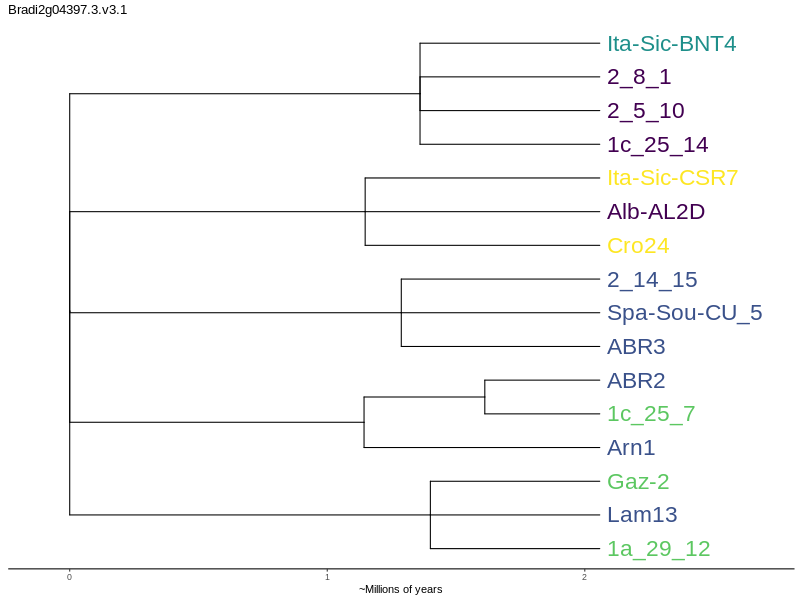 Bradi2g04397.3.v3.1
Ita-Sic-BNT4
2_8_1
2_5_10
1c_25_14
Ita-Sic-CSR7
Alb-AL2D
Cro24
2_14_15
Spa-Sou-CU_5
ABR3
ABR2
1c_25_7
Arn1
Gaz-2
Lam13
1a_29_12
0 1 2
~Millions of years